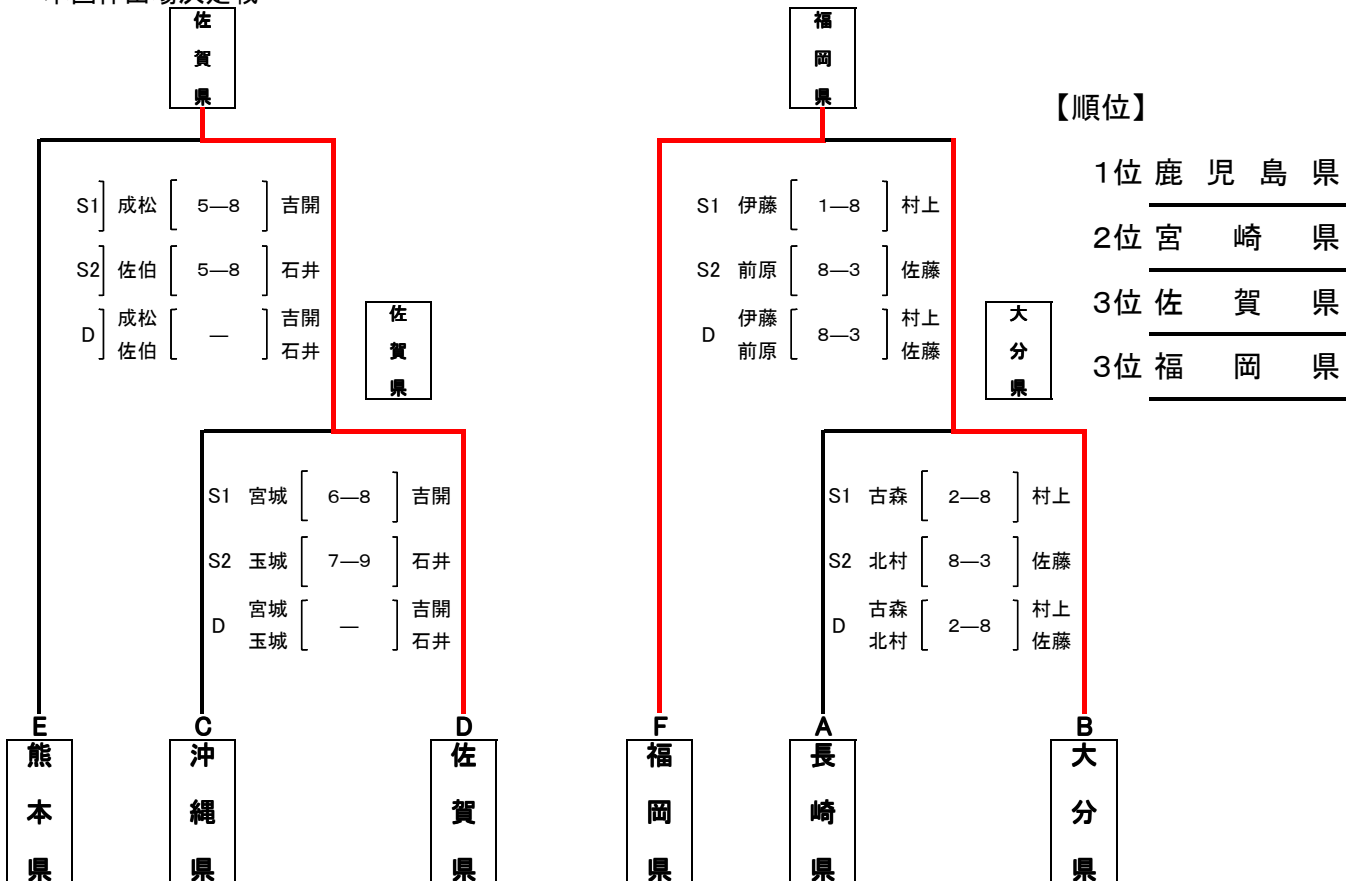 佐賀県
福岡県
【順位】
1位 鹿児島県
2位 宮崎県
3位 佐賀県
3位 福岡県
S1 成松 5―8 吉開
S2 佐伯 5―8 石井
D 成松 佐伯 ― 吉開 石井
佐賀県
S1 伊藤 1―8 村上
S2 前原 8―3 佐藤
D 伊藤 前原 8―3 村上 佐藤
大分県
S1 宮城 6―8 吉開
S2 玉城 7―9 石井
D 宮城 玉城 ― 吉開 石井
S1 古森 2―8 村上
S2 北村 8―3 佐藤
D 古森 北村 2―8 村上 佐藤
E C D F A B
熊本県 沖縄県 佐賀県 福岡県 長崎県 大分県